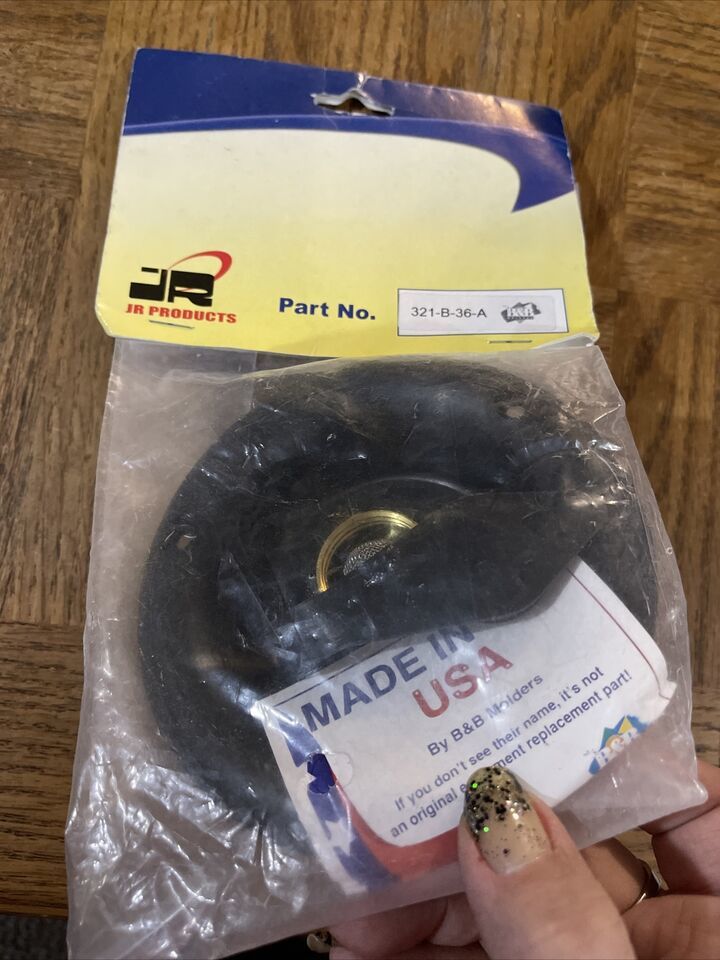 JR
JR PRODUCTS
Part No.
321-B-36-A
B&B
MADE IN
USA
By B&B Molders
If you don't see their name, it's not
an original replacement part!
B&B